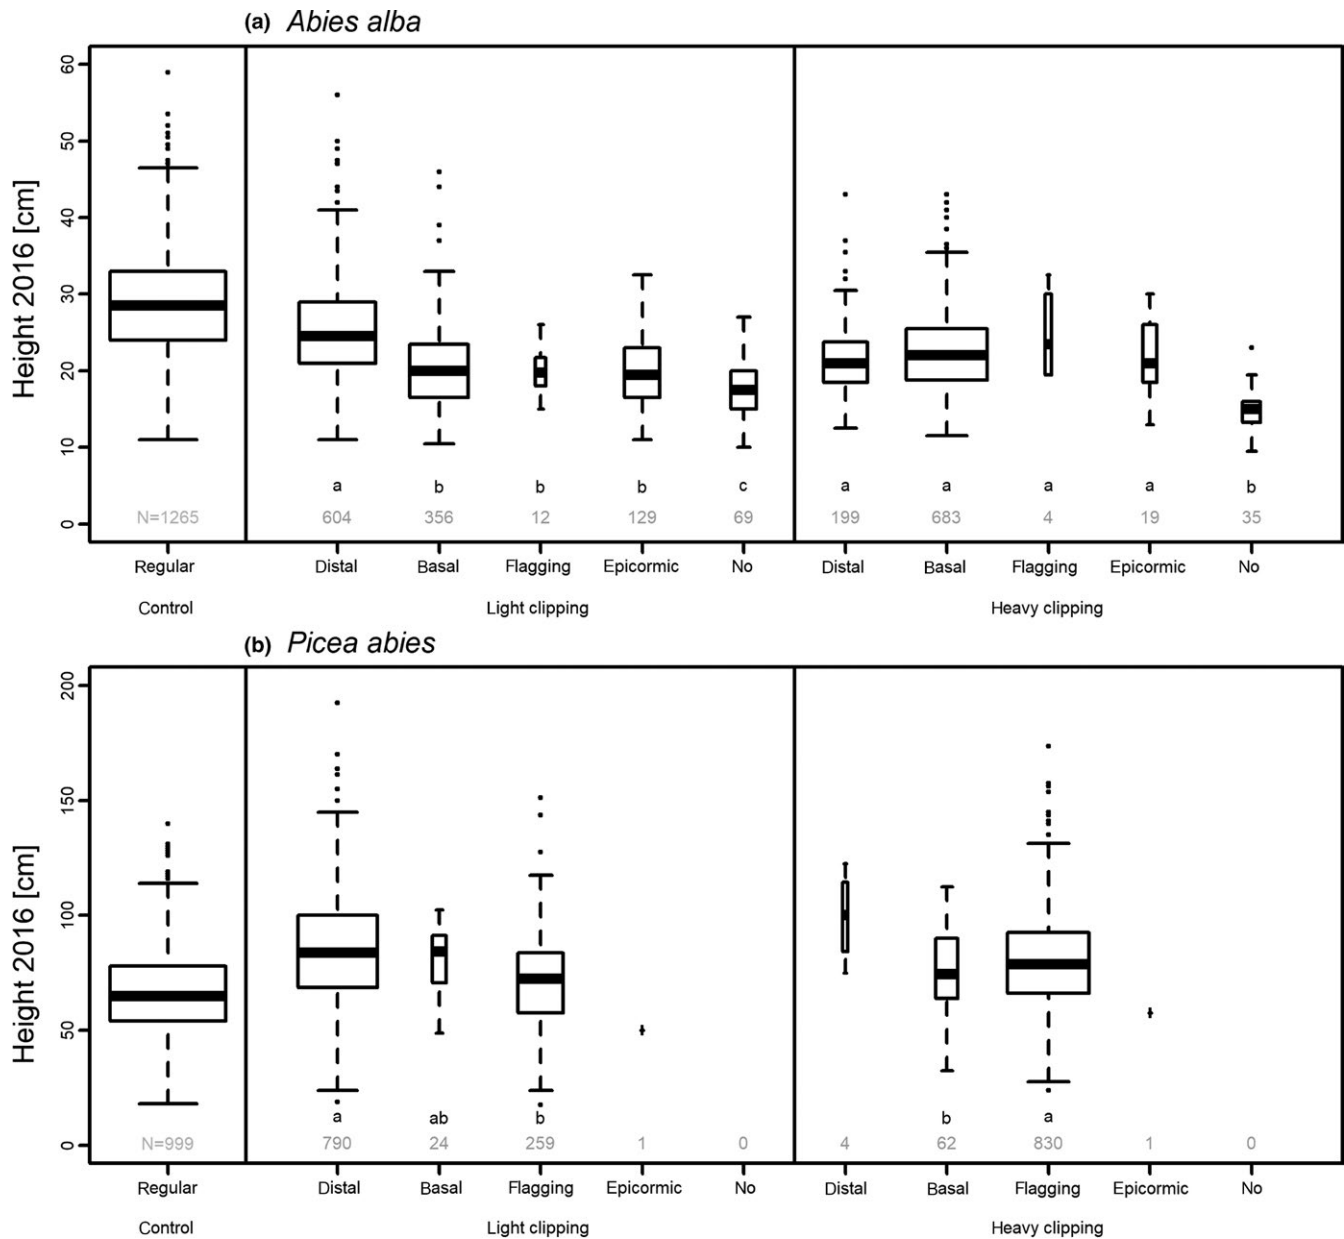 (a) Abies alba
Height 2016 [cm]
60
50
40
30
20
10
0
a b b b c a a a a b
N=1265 604 356 12 129 69 199 683 4 19 35
Regular Distal Basal Flagging Epicormic No Distal Basal Flagging Epicormic No
Control Light clipping Heavy clipping
(b) Picea abies
Height 2016 [cm]
200
150
100
50
0
a ab b b a
N=999 790 24 259 1 0 4 62 830 1 0
Regular Distal Basal Flagging Epicormic No Distal Basal Flagging Epicormic No
Control Light clipping Heavy clipping